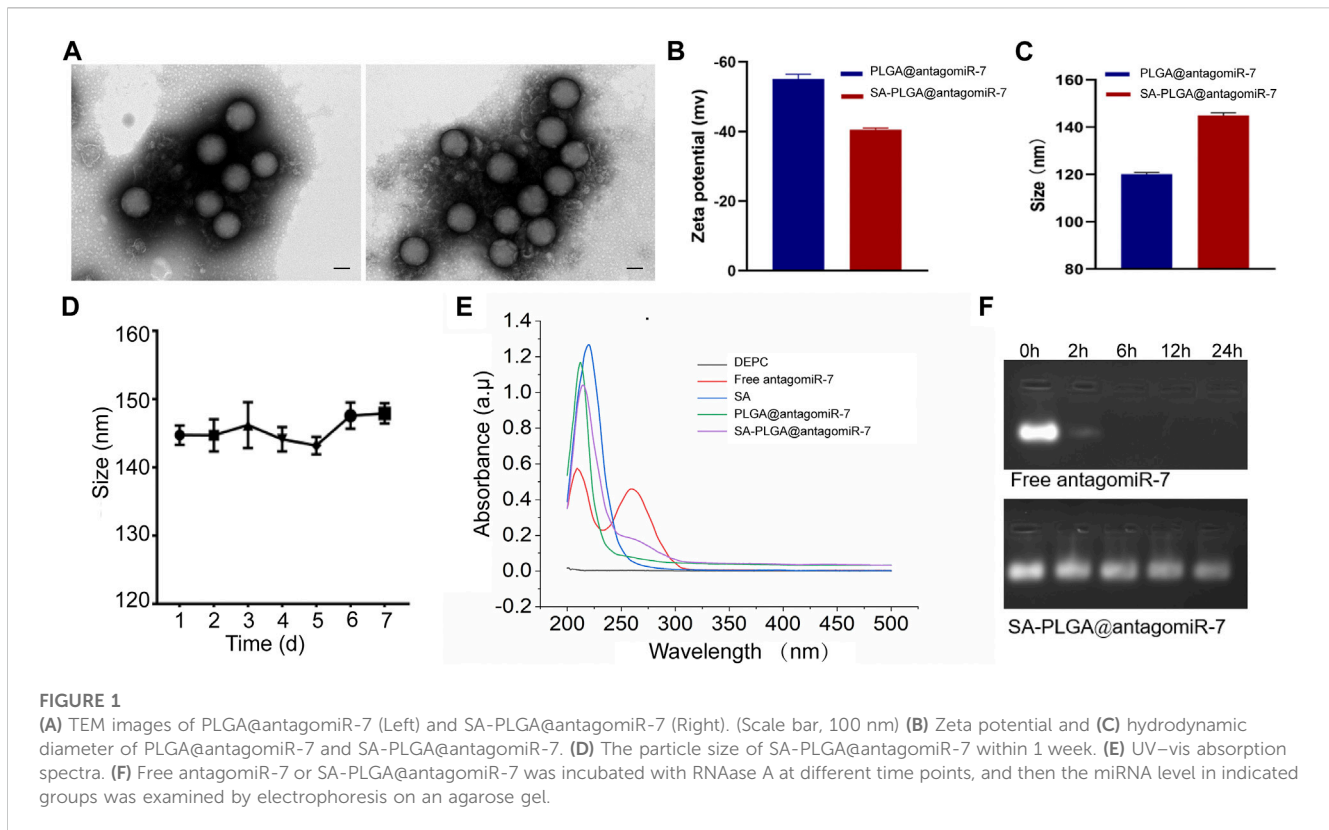 A
B
-60
-40
-20
0
Zeta potential (mv)
PLGA@antagomiR-7
SA-PLGA@antagomiR-7
C
160
140
120
100
80
Size (nm)
PLGA@antagomiR-7
SA-PLGA@antagomiR-7
D
160
150
140
130
120
Size (nm)
1 2 3 4 5 6 7
Time (d)
E
1.4
1.2
1.0
0.8
0.6
0.4
0.2
0.0
-0.2
Absorbance (a.μ)
DEPC
Free antagomiR-7
SA
PLGA@antagomiR-7
SA-PLGA@antagomiR-7
200 250 300 350 400 450 500
Wavelength （nm）
F
0h 2h 6h 12h 24h
Free antagomiR-7
SA-PLGA@antagomiR-7
FIGURE 1
(A) TEM images of PLGA@antagomiR-7 (Left) and SA-PLGA@antagomiR-7 (Right). (Scale bar, 100 nm) (B) Zeta potential and (C) hydrodynamic
diameter of PLGA@antagomiR-7 and SA-PLGA@antagomiR-7. (D) The particle size of SA-PLGA@antagomiR-7 within 1 week. (E) UV–vis absorption
spectra. (F) Free antagomiR-7 or SA-PLGA@antagomiR-7 was incubated with RNAase A at different time points, and then the miRNA level in indicated
groups was examined by electrophoresis on an agarose gel.